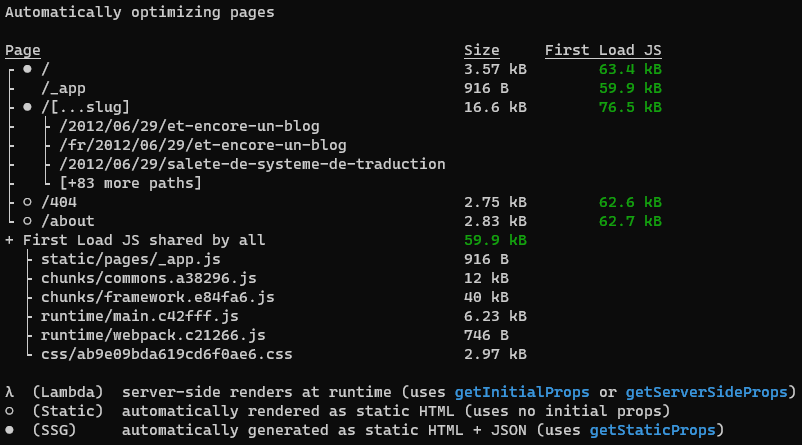 Automatically optimizing pages
Page Size First Load JS
┌ ● / 3.57 kB 63.4 kB
├ /_app 916 B 59.9 kB
├ ● /[...slug] 16.6 kB 76.5 kB
├ ├ /2012/06/29/et-encore-un-blog
├ ├ /fr/2012/06/29/et-encore-un-blog
├ ├ /2012/06/29/salete-de-systeme-de-traduction
├ └ [+83 more paths]
├ ○ /404 2.75 kB 62.6 kB
└ ○ /about 2.83 kB 62.7 kB
+ First Load JS shared by all 59.9 kB
├ static/pages/_app.js 916 B
├ chunks/commons.a38296.js 12 kB
├ chunks/framework.e84fa6.js 40 kB
├ runtime/main.c42fff.js 6.23 kB
├ runtime/webpack.c21266.js 746 B
└ css/ab9e09bda619cd6f0ae6.css 2.97 kB
λ (Lambda) server-side renders at runtime (uses getInitialProps or getServerSideProps)
○ (Static) automatically rendered as static HTML (uses no initial props)
● (SSG) automatically generated as static HTML + JSON (uses getStaticProps)